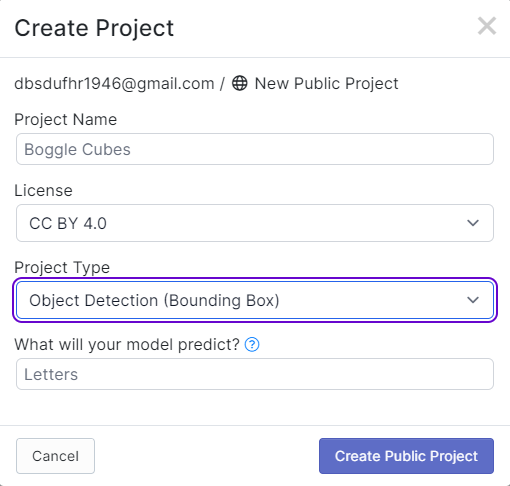 Create Project
dbsdufhr1946@gmail.com / New Public Project
Project Name
Boggle Cubes
License
CC BY 4.0
Project Type
Object Detection (Bounding Box)
What will your model predict? ?
Letters
Cancel
Create Public Project